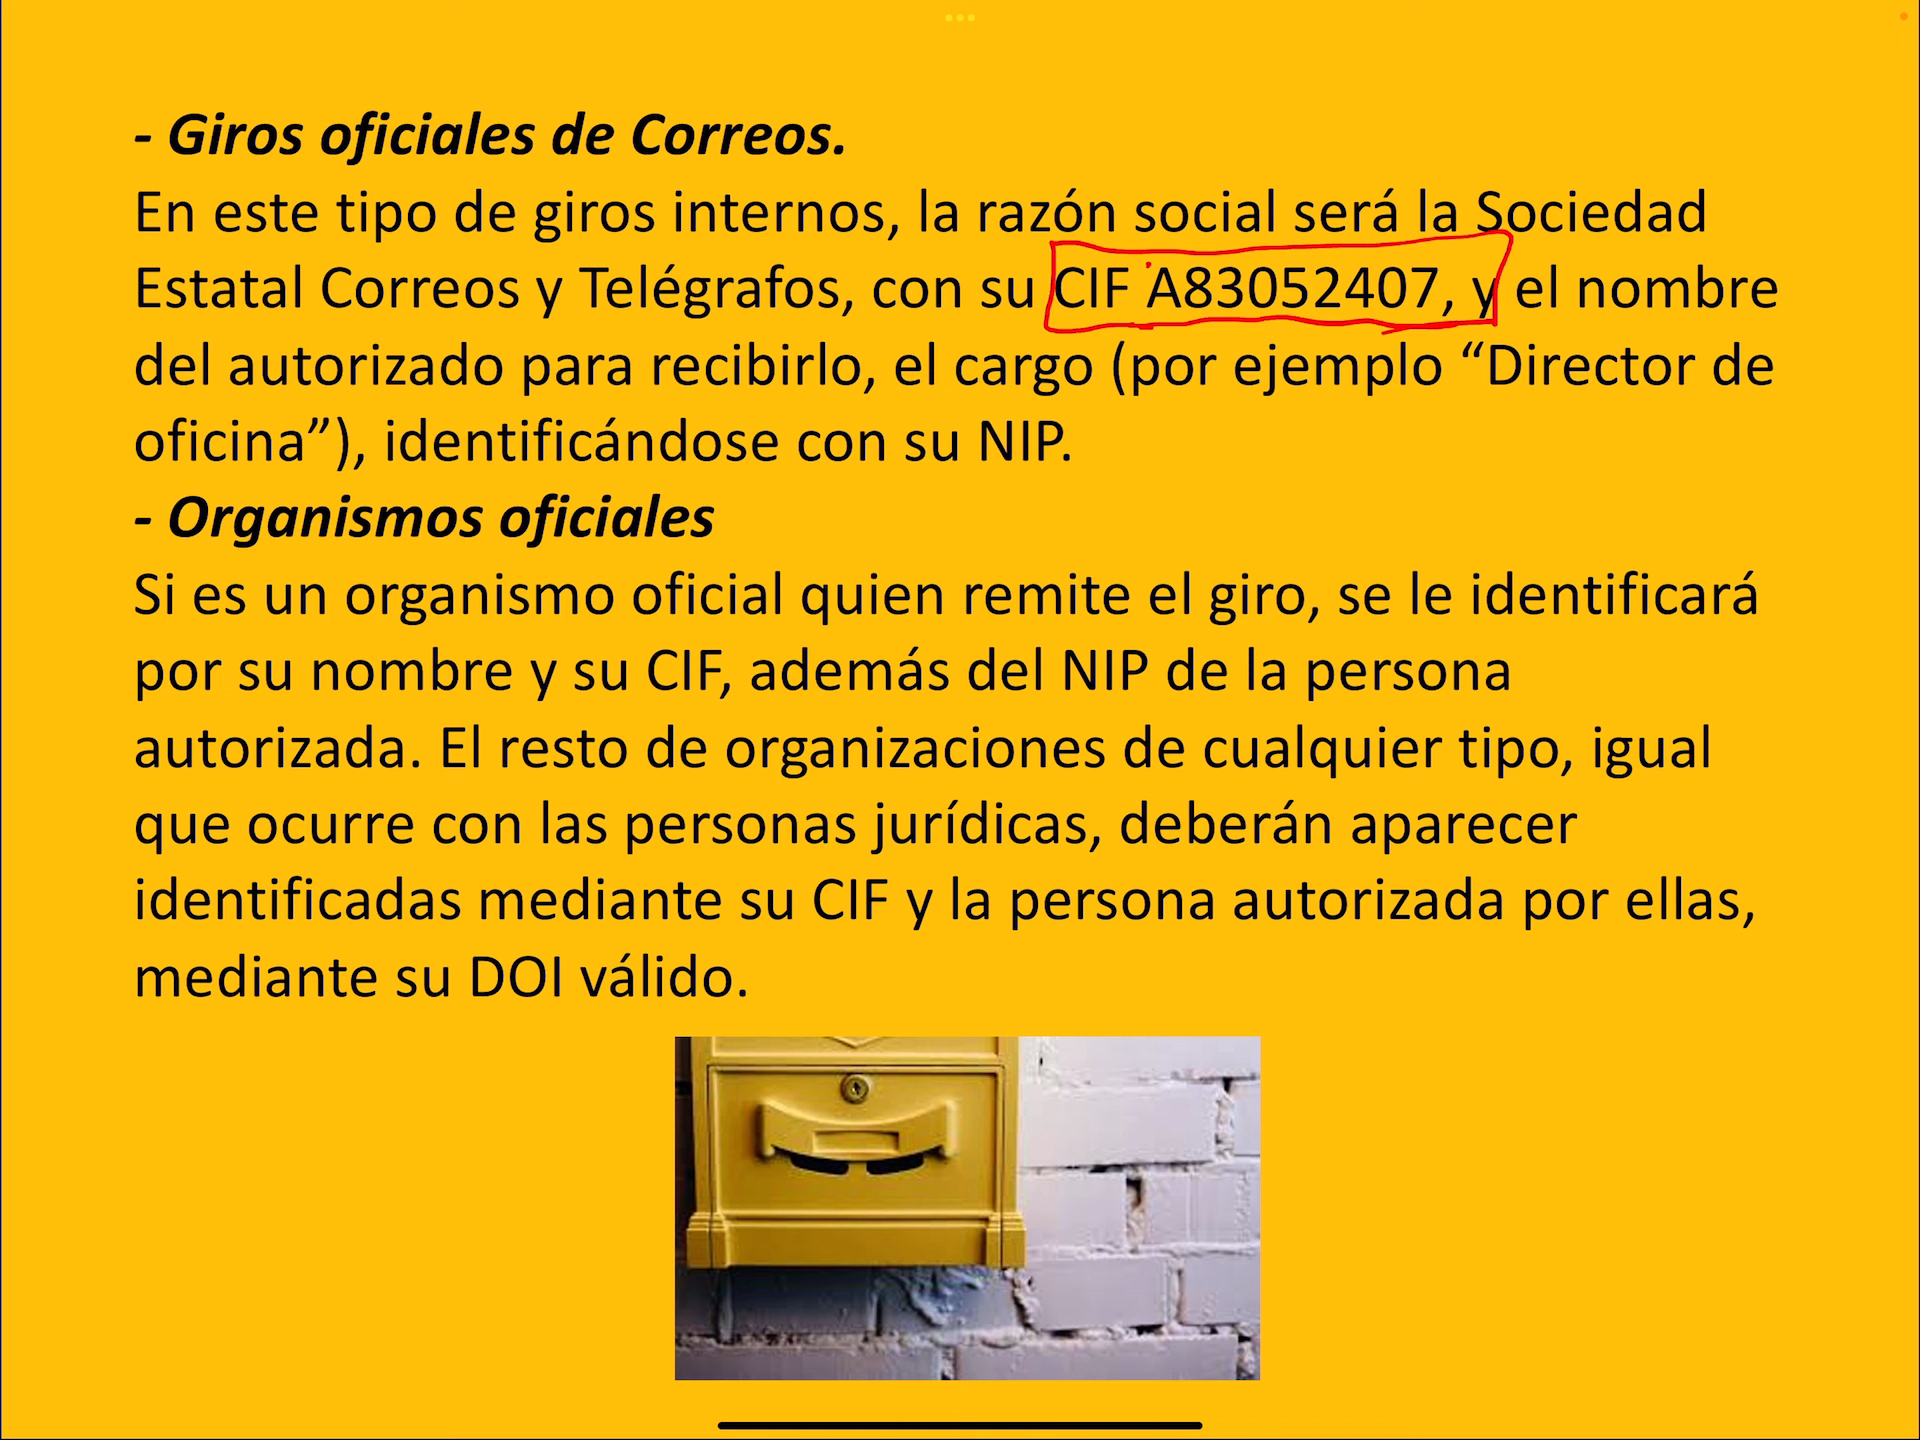 - Giros oficiales de Correos.
En este tipo de giros internos, la razón social será la Sociedad
Estatal Correos y Telégrafos, con su CIF A83052407, y el nombre
del autorizado para recibirlo, el cargo (por ejemplo “Director de
oficina”), identificándose con su NIP.
- Organismos oficiales
Si es un organismo oficial quien remite el giro, se le identificará
por su nombre y su CIF, además del NIP de la persona
autorizada. El resto de organizaciones de cualquier tipo, igual
que ocurre con las personas jurídicas, deberán aparecer
identificadas mediante su CIF y la persona autorizada por ellas,
mediante su DOI válido.